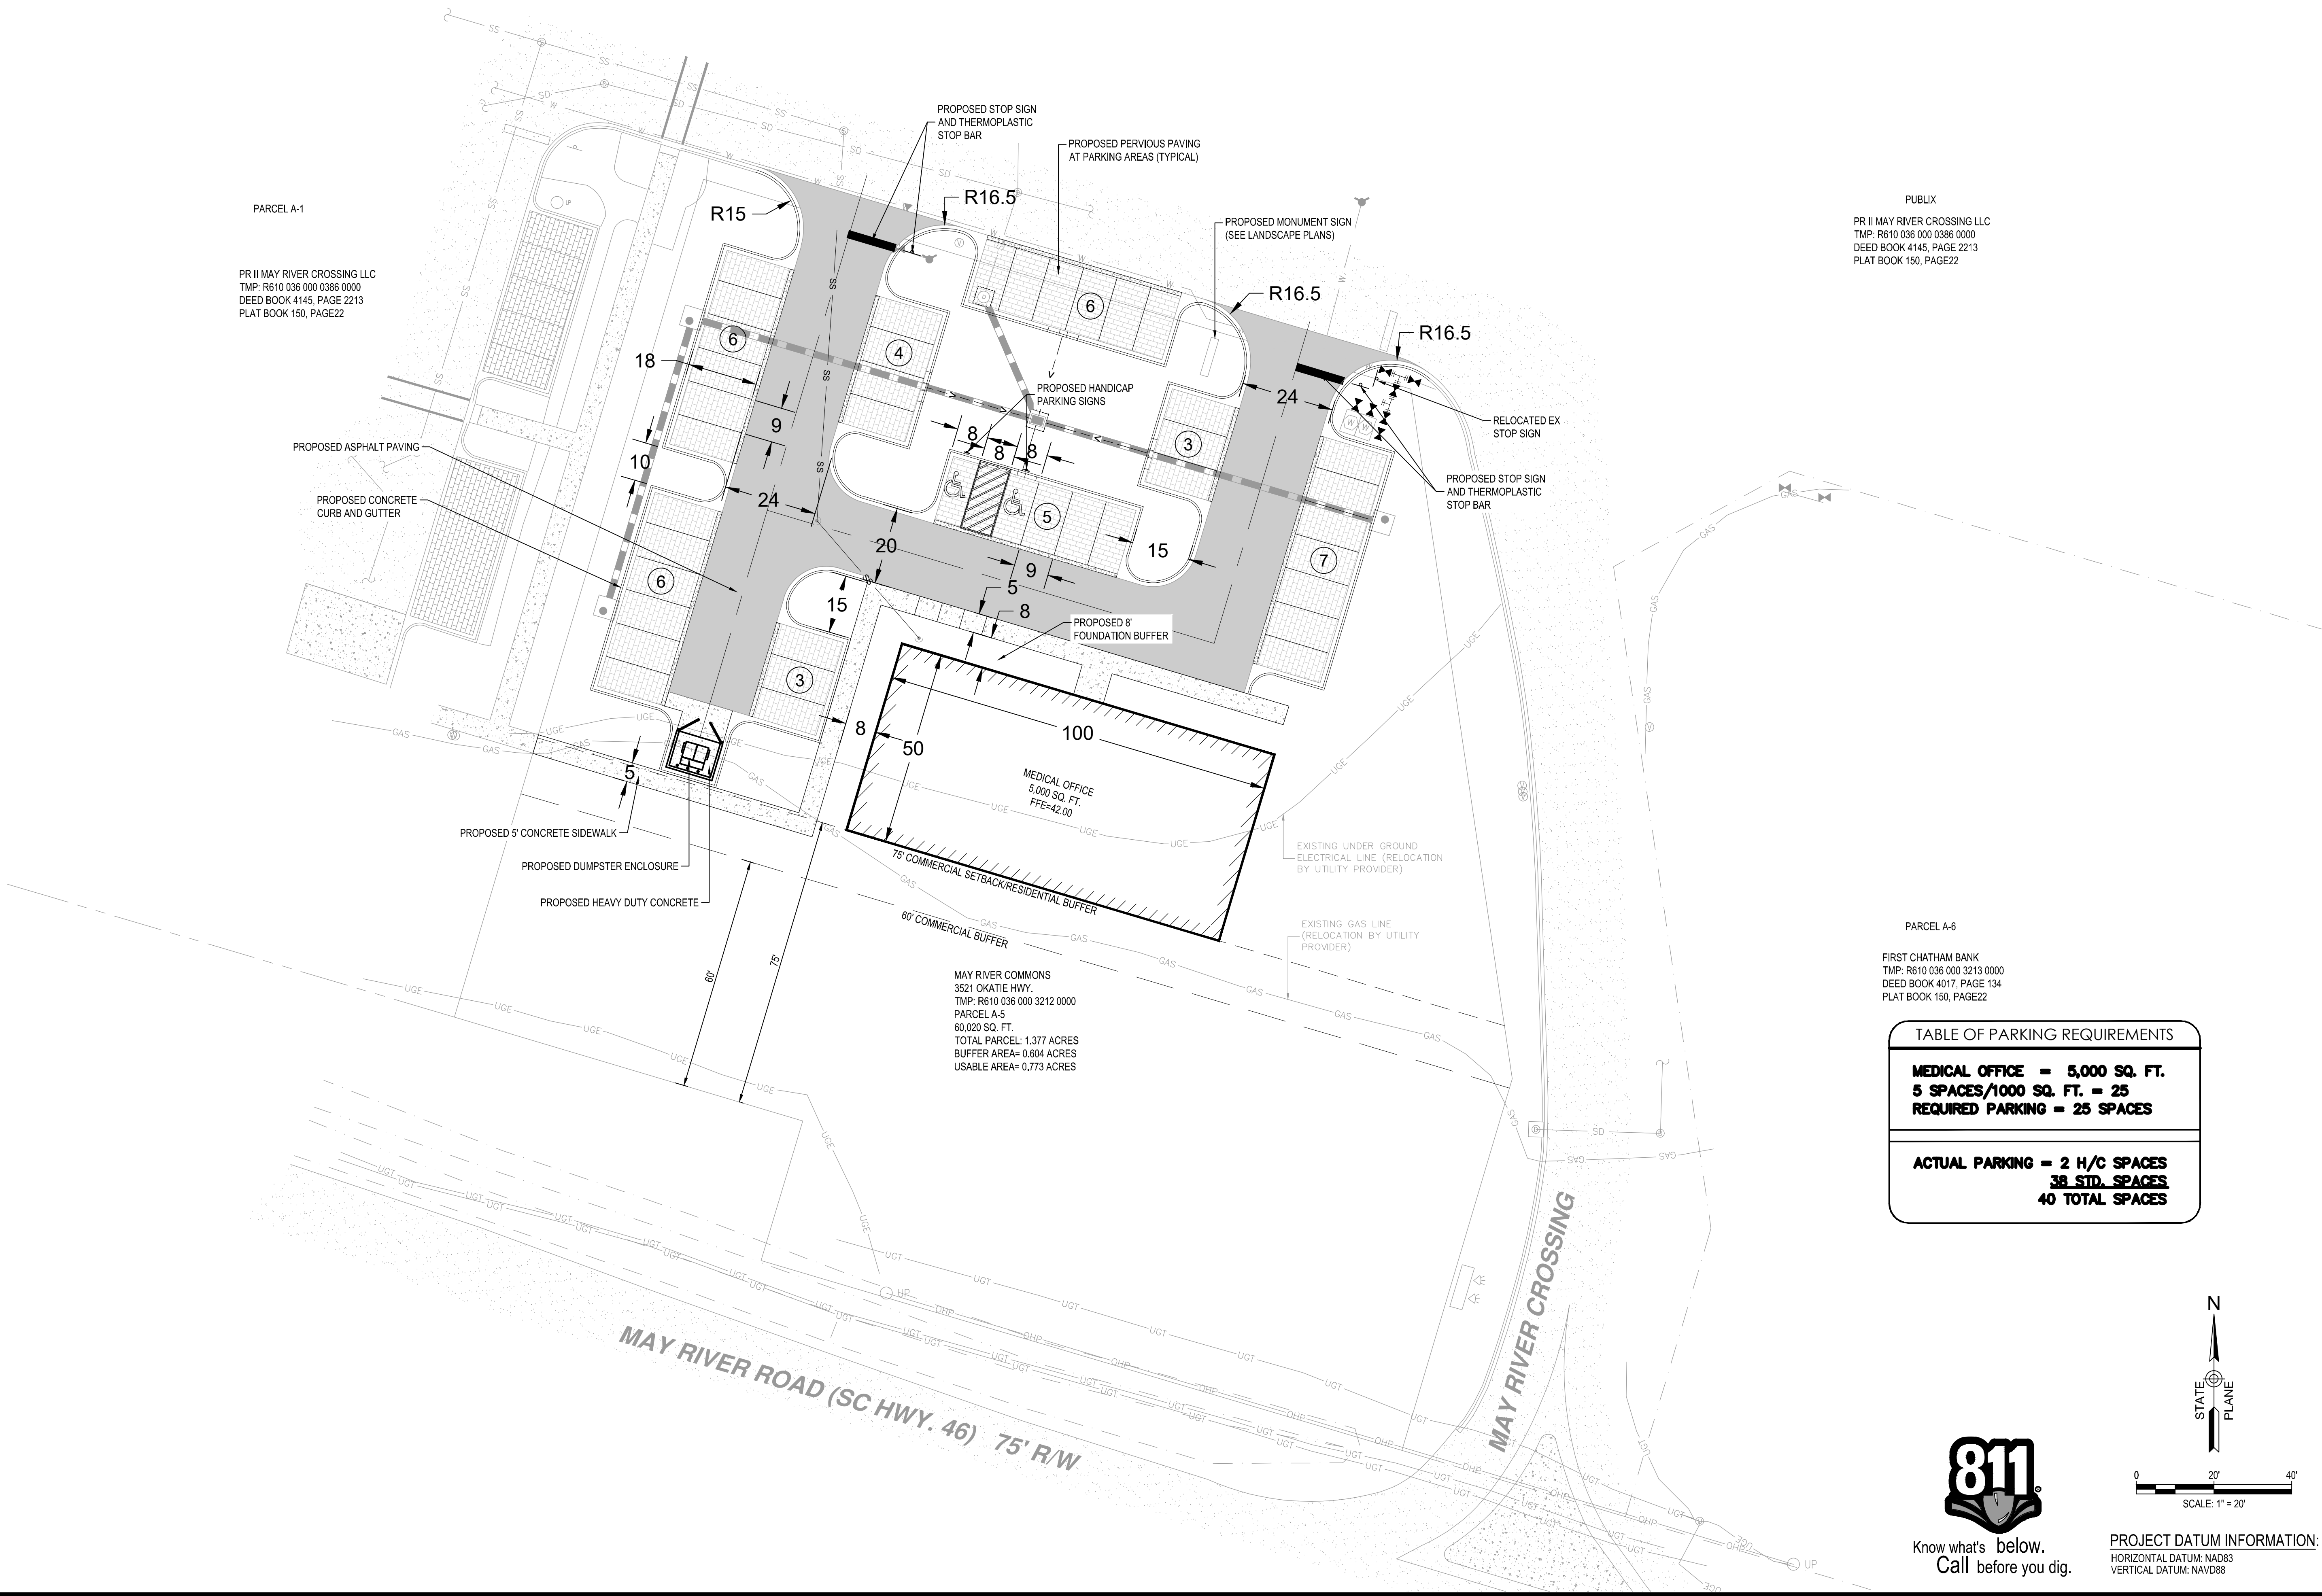 PROPOSED STOP SIGN
AND THERMOPLASTIC
STOP BAR
PROPOSED PERVIOUS PAVING
AT PARKING AREAS (TYPICAL)
PARCEL A-1
PR II MAY RIVER CROSSING LLC
TMP: R610 036 000 0386 0000
DEED BOOK 4145, PAGE 2213
PLAT BOOK 150, PAGE22
R15
R16.5
PROPOSED MONUMENT SIGN
(SEE LANDSCAPE PLANS)
PUBLIX
PR II MAY RIVER CROSSING LLC
TMP: R610 036 000 0386 0000
DEED BOOK 4145, PAGE 2213
PLAT BOOK 150, PAGE22
R16.5
R16.5
6
6
4
18
PROPOSED HANDICAP
PARKING SIGNS
24
9
8
8
8
3
RELOCATED EX
STOP SIGN
PROPOSED ASPHALT PAVING
10
PROPOSED STOP SIGN
AND THERMOPLASTIC
STOP BAR
PROPOSED CONCRETE
CURB AND GUTTER
24
5
20
15
7
6
9
5
15
8
PROPOSED 8'
FOUNDATION BUFFER
3
8
50
100
5
MEDICAL OFFICE
5,000 SQ. FT.
FFE=42.00
PROPOSED 5' CONCRETE SIDEWALK
PROPOSED DUMPSTER ENCLOSURE
PROPOSED HEAVY DUTY CONCRETE
75' COMMERCIAL SETBACK/RESIDENTIAL BUFFER
60' COMMERCIAL BUFFER
EXISTING UNDER GROUND
ELECTRICAL LINE (RELOCATION
BY UTILITY PROVIDER)
EXISTING GAS LINE
(RELOCATION BY UTILITY
PROVIDER)
60'
75'
MAY RIVER COMMONS
3521 OKATIE HWY.
TMP: R610 036 000 3212 0000
PARCEL A-5
60,020 SQ. FT.
TOTAL PARCEL: 1.377 ACRES
BUFFER AREA= 0.604 ACRES
USABLE AREA= 0.773 ACRES
PARCEL A-6
FIRST CHATHAM BANK
TMP: R610 036 000 3213 0000
DEED BOOK 4017, PAGE 134
PLAT BOOK 150, PAGE22
TABLE OF PARKING REQUIREMENTS
MEDICAL OFFICE = 5,000 SQ. FT.
5 SPACES/1000 SQ. FT. = 25
REQUIRED PARKING = 25 SPACES
ACTUAL PARKING = 2 H/C SPACES
38 STD. SPACES
40 TOTAL SPACES
MAY RIVER ROAD (SC HWY. 46) 75' R/W
MAY RIVER CROSSING
N
STATE PLANE
0 20' 40'
SCALE: 1" = 20'
811
Know what's below.
Call before you dig.
PROJECT DATUM INFORMATION:
HORIZONTAL DATUM: NAD83
VERTICAL DATUM: NAVD88